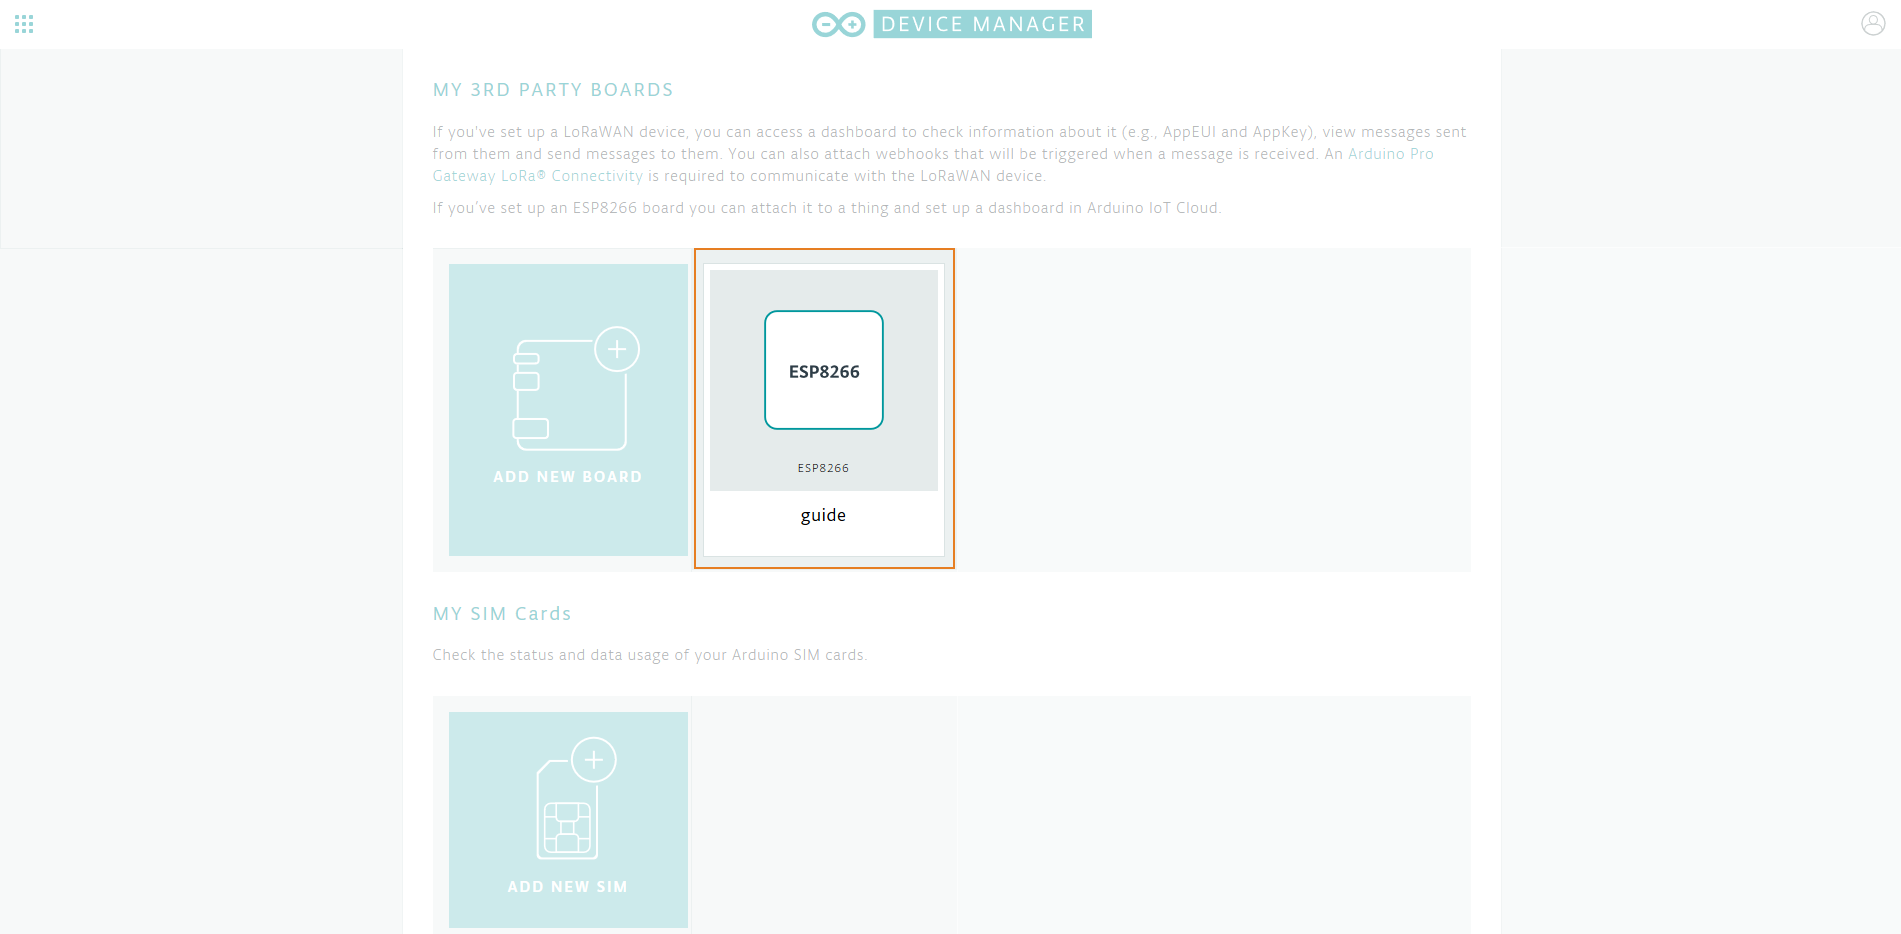 DEVICE MANAGER
MY 3RD PARTY BOARDS
If you've set up a LoRaWAN device, you can access a dashboard to check information about it (e.g., AppEUI and AppKey), view messages sent
from them and send messages to them. You can also attach webhooks that will be triggered when a message is received. An Arduino Pro
Gateway LoRa® Connectivity is required to communicate with the LoRaWAN device.
If you've set up an ESP8266 board you can attach it to a thing and set up a dashboard in Arduino IoT Cloud.
ADD NEW BOARD
ESP8266
ESP8266
guide
MY SIM Cards
Check the status and data usage of your Arduino SIM cards.
ADD NEW SIM